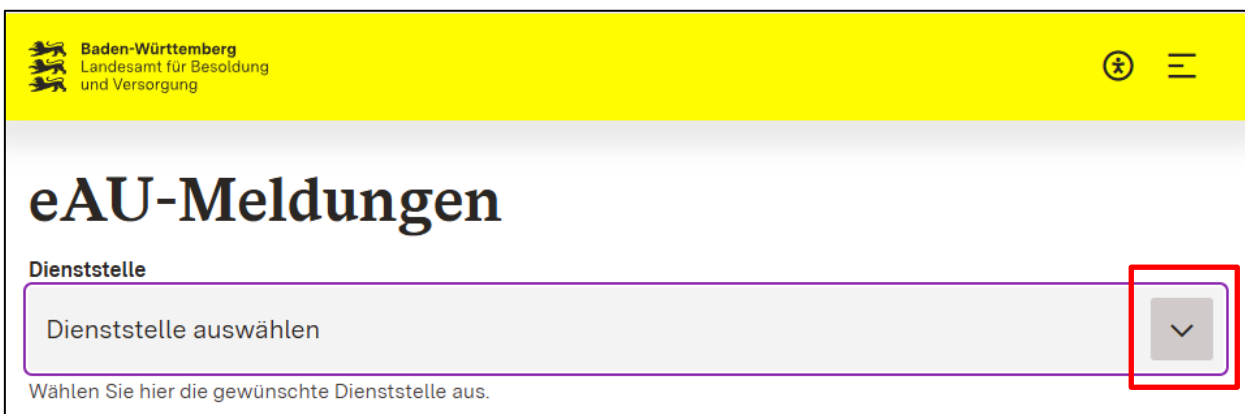 Baden-Württemberg
Landesamt für Besoldung
und Versorgung
eAU-Meldungen
Dienststelle
Dienststelle auswählen
Wählen Sie hier die gewünschte Dienststelle aus.